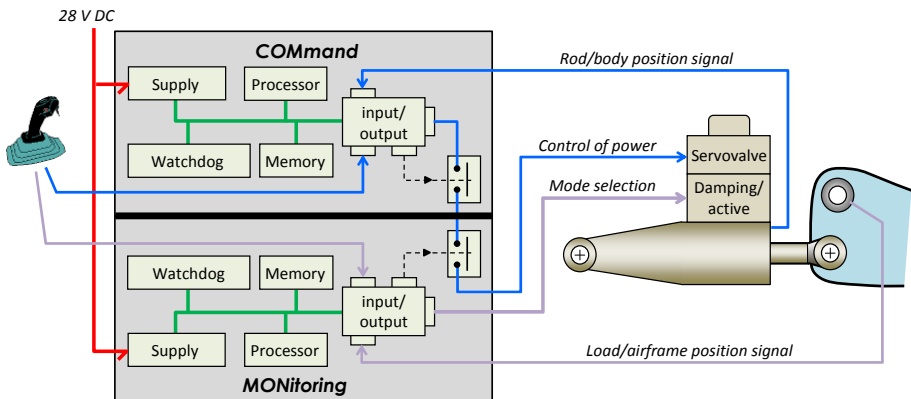 28 V DC
COMmand
Rod/body position signal
Supply
Processor
input/
output
Watchdog
Memory
Control of power
Servovalve
Mode selection
Damping/
active
Watchdog
Memory
input/
output
Supply
Processor
Load/airframe position signal
MONitoring